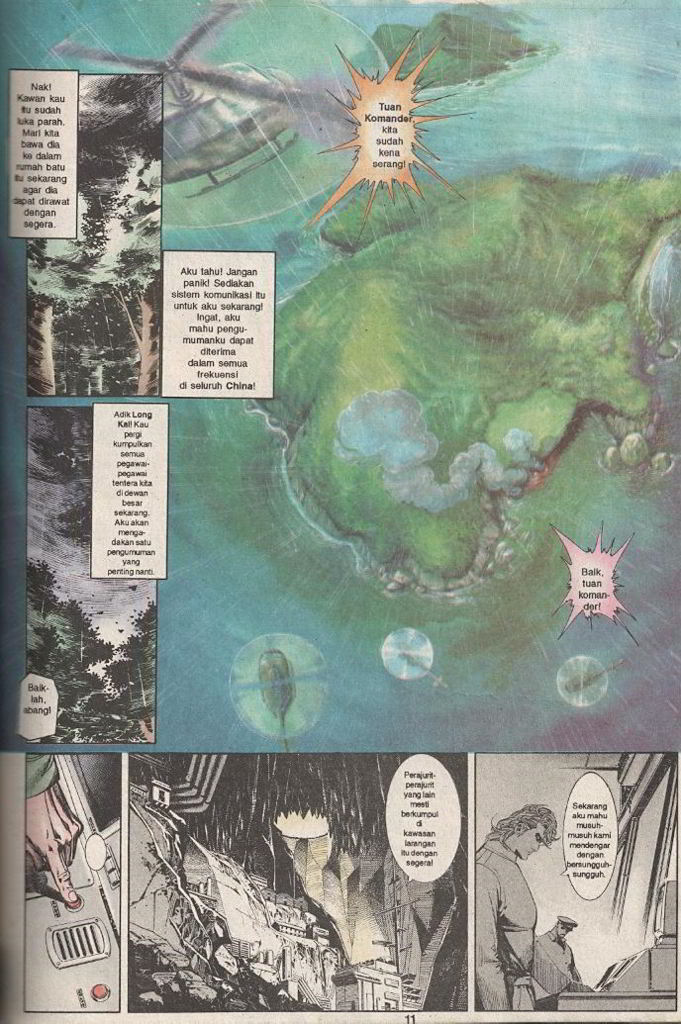 Nak!
Kawan kau
itu sudah
luka parah.
Mari kita
bawa dia
ke dalam
rumah batu
itu sekarang
agar dia
dapat dirawat
dengan
segera.
Tuan
Komander,
kita
sudah
kena
serang!
Aku tahu! Jangan
panik! Sediakan
sistem komunikasi itu
untuk aku sekarang!
Ingat, aku
mahu pengu-
mumanku dapat
diterima
dalam semua
frekuensi
di seluruh China!
Adik Long
Kai! Kau
pergi
kumpulkan
semua
pegawai-
pegawai
tentera kita
di dewan
besar
sekarang.
Aku akan
menga-
dakan satu
pengumuman
yang
penting nanti.
Baik,
tuan
koman-
der!
Baik-
lah,
abang!
Perajurit-
perajurit
yang lain
mesti
berkumpul
di
kawasan
larangan
itu dengan
segera!
Sekarang
aku mahu
musuh-
musuh kami
mendengar
dengan
bersungguh-
sungguh.
11